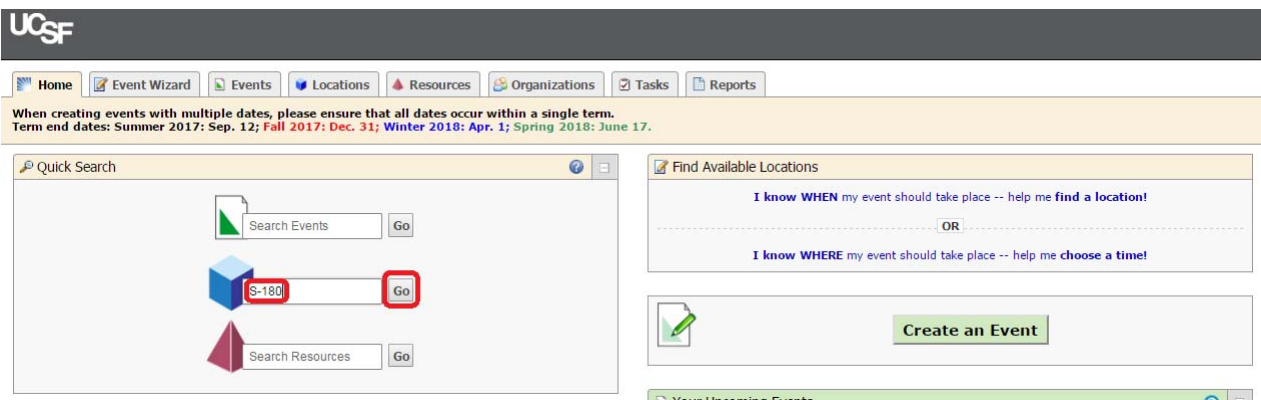 UCSF
Home Event Wizard Events Locations Resources Organizations Tasks Reports
When creating events with multiple dates, please ensure that all dates occur within a single term.
Term end dates: Summer 2017: Sep. 12; Fall 2017: Dec. 31; Winter 2018: Apr. 1; Spring 2018: June 17.
Quick Search
Search Events Go
S-180 Go
Search Resources Go
Find Available Locations
I know WHEN my event should take place -- help me find a location!
OR
I know WHERE my event should take place -- help me choose a time!
Create an Event
Your Upcoming Events